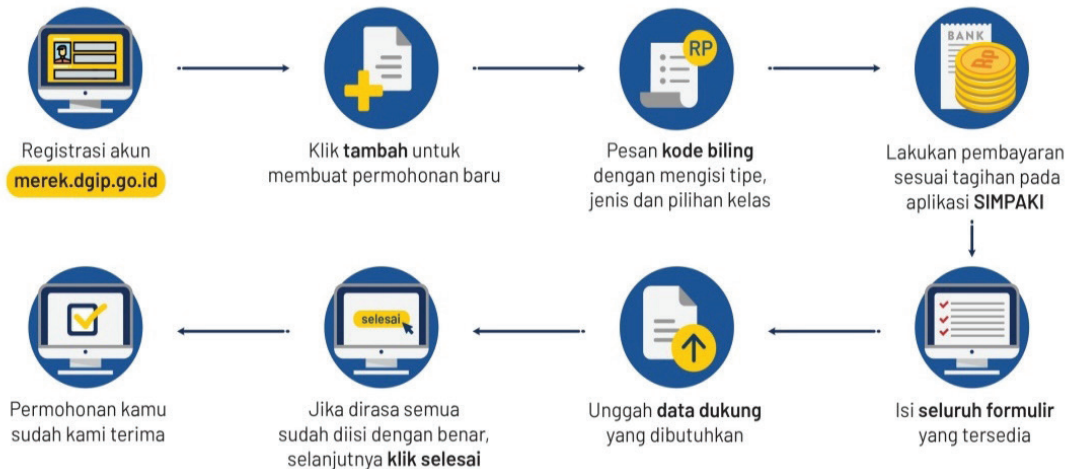 Registrasi akun
merek.dgip.go.id
Klik tambah untuk
membuat permohonan baru
RP
Pesan kode biling
dengan mengisi tipe,
jenis dan pilihan kelas
BANK
Rp
Lakukan pembayaran
sesuai tagihan pada
aplikasi SIMPAKI
Isi seluruh formulir
yang tersedia
Unggah data dukung
yang dibutuhkan
selesai
Jika dirasa semua
sudah diisi dengan benar,
selanjutnya klik selesai
Permohonan kamu
sudah kami terima